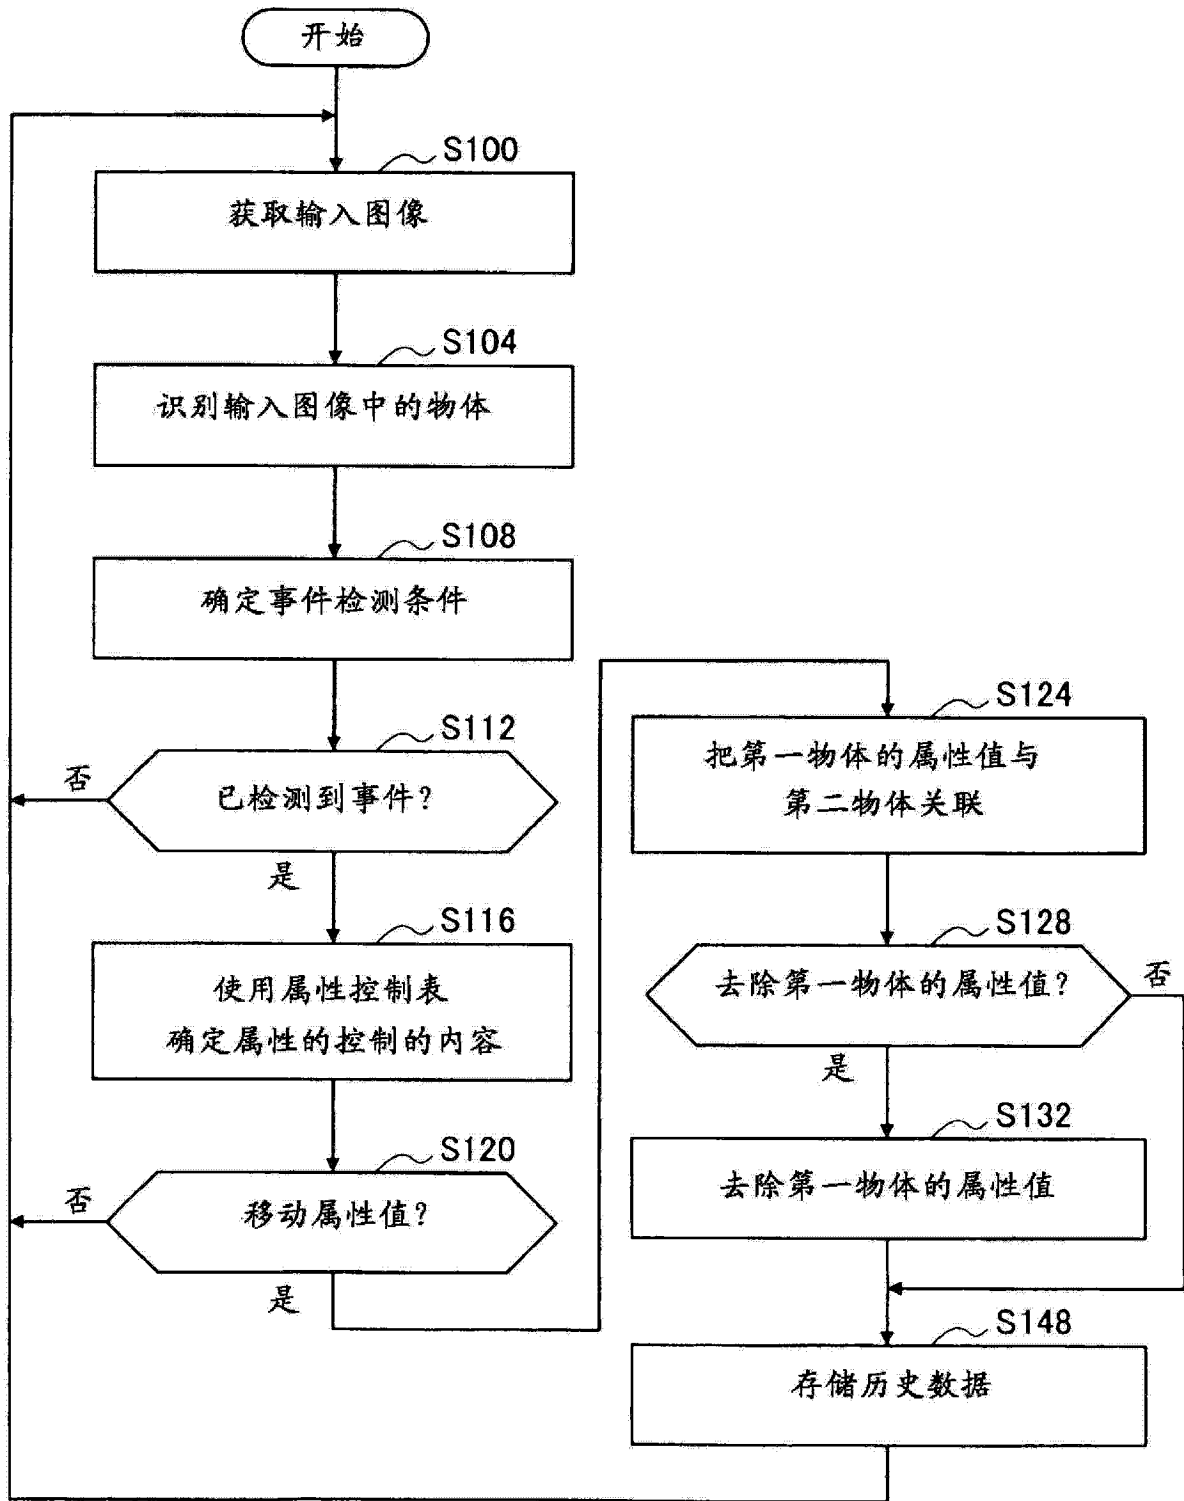 开始
S100
获取输入图像
S104
识别输入图像中的物体
S108
确定事件检测条件
S112
否
已检测到事件？
是
S116
使用属性控制表
确定属性的控制的内容
S120
否
移动属性值？
是
S124
把第一物体的属性值与
第二物体关联
S128
去除第一物体的属性值？
否
是
S132
去除第一物体的属性值
S148
存储历史数据